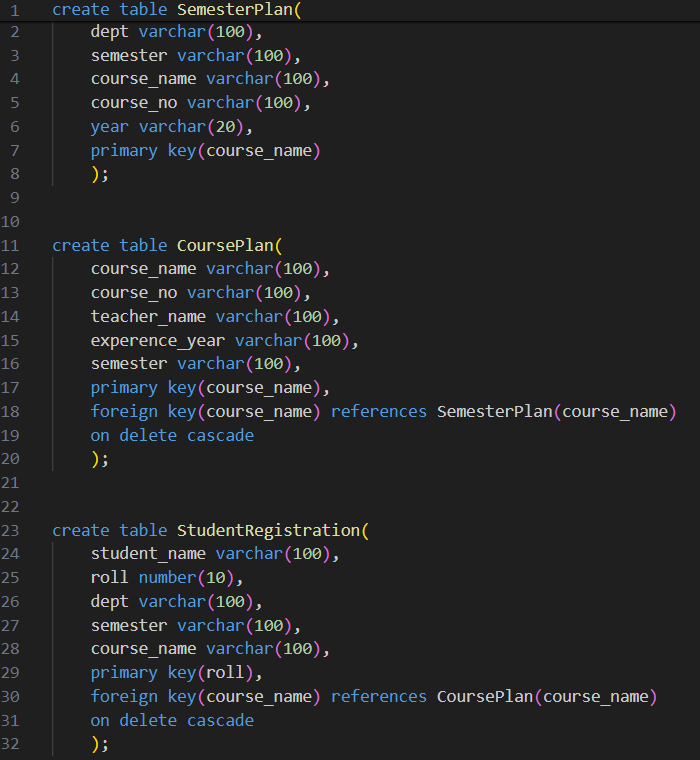 1 create table SemesterPlan(
2 dept varchar(100),
3 semester varchar(100),
4 course_name varchar(100),
5 course_no varchar(100),
6 year varchar(20),
7 primary key(course_name)
8 );
9
10
11 create table CoursePlan(
12 course_name varchar(100),
13 course_no varchar(100),
14 teacher_name varchar(100),
15 experence_year varchar(100),
16 semester varchar(100),
17 primary key(course_name),
18 foreign key(course_name) references SemesterPlan(course_name)
19 on delete cascade
20 );
21
22
23 create table StudentRegistration(
24 student_name varchar(100),
25 roll number(10),
26 dept varchar(100),
27 semester varchar(100),
28 course_name varchar(100),
29 primary key(roll),
30 foreign key(course_name) references CoursePlan(course_name)
31 on delete cascade
32 );